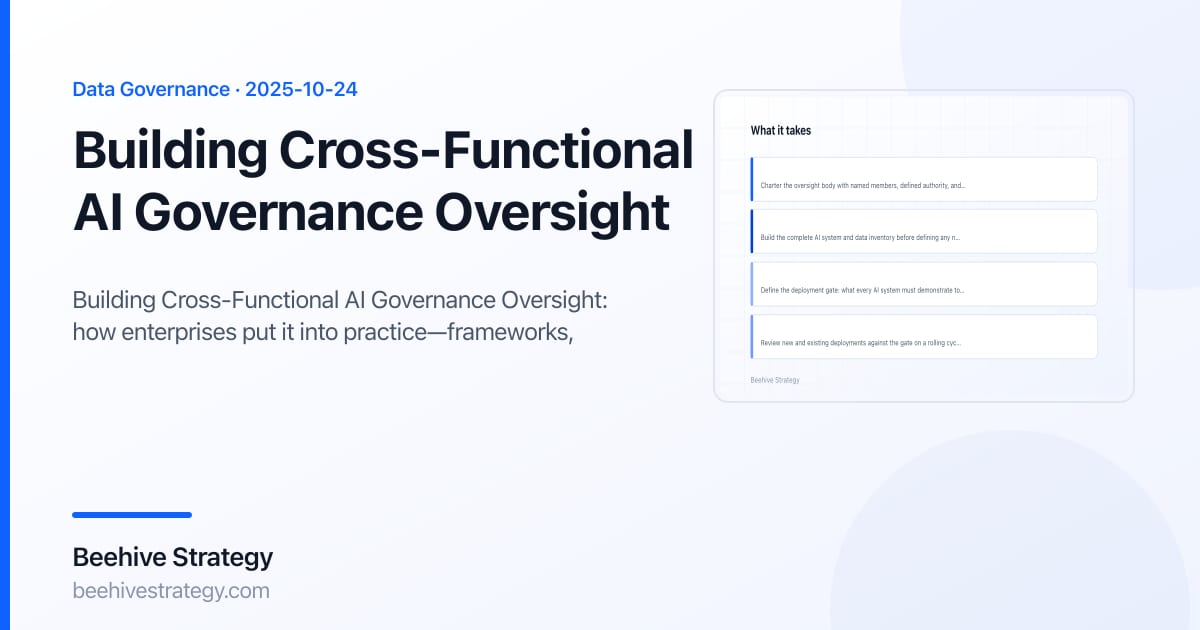 Data Governance · 2025-10-24
Building Cross-Functional
AI Governance Oversight
Building Cross-Functional AI Governance Oversight:
how enterprises put it into practice—frameworks,
What it takes
Charter the oversight body with named members, defined authority, and...
Build the complete AI system and data inventory before defining any n...
Define the deployment gate: what every AI system must demonstrate to...
Review new and existing deployments against the gate on a rolling cyc...
Beehive Strategy
Beehive Strategy
beehivestrategy.com